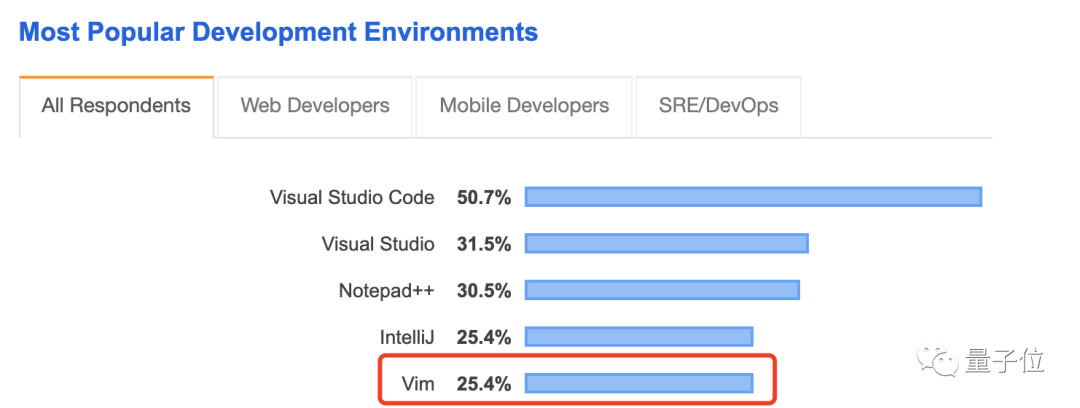 Most Popular Development Environments
All Respondents Web Developers Mobile Developers SRE/DevOps
Visual Studio Code 50.7%
Visual Studio 31.5%
Notepad++ 30.5%
IntelliJ 25.4%
Vim 25.4%
量子位